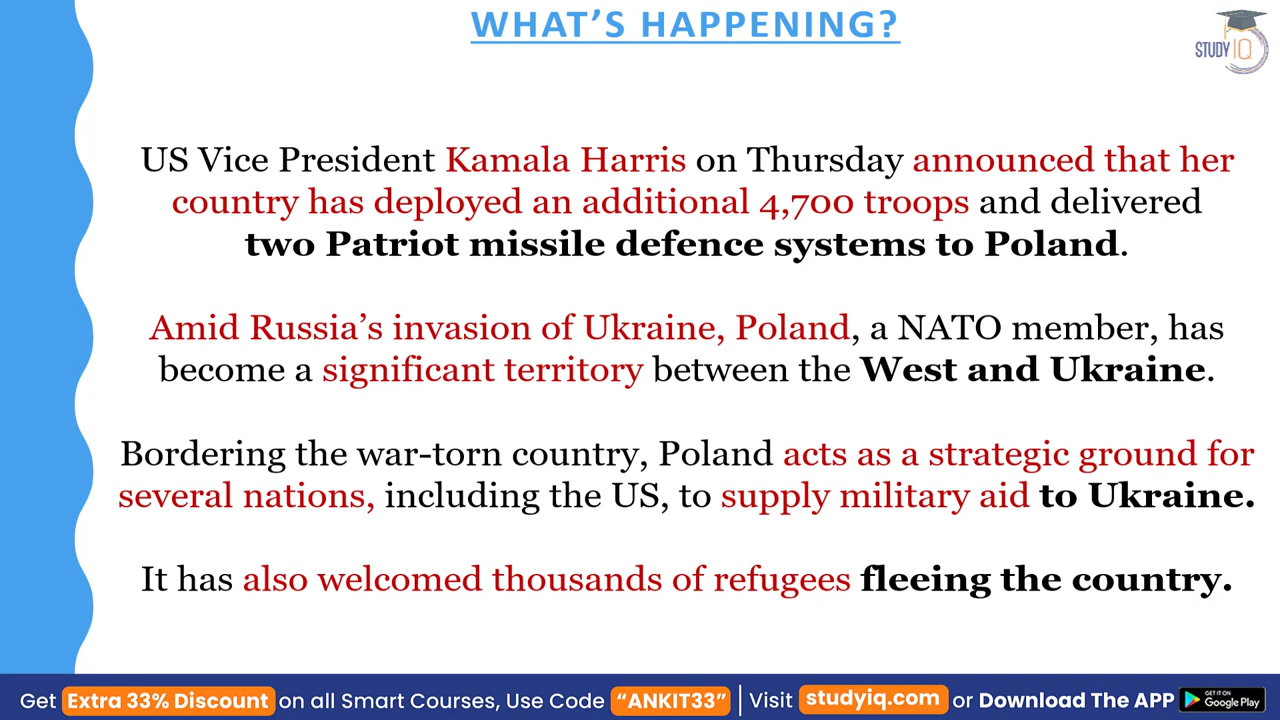 WHAT'S HAPPENING?
STUDY IQ
US Vice President Kamala Harris on Thursday announced that her
country has deployed an additional 4,700 troops and delivered
two Patriot missile defence systems to Poland.
Amid Russia's invasion of Ukraine, Poland, a NATO member, has
become a significant territory between the West and Ukraine.
Bordering the war-torn country, Poland acts as a strategic ground for
several nations, including the US, to supply military aid to Ukraine.
It has also welcomed thousands of refugees fleeing the country.
Get Extra 33% Discount on all Smart Courses, Use Code “ANKIT33” Visit studyiq.com or Download The APP GET IT ON Google Play